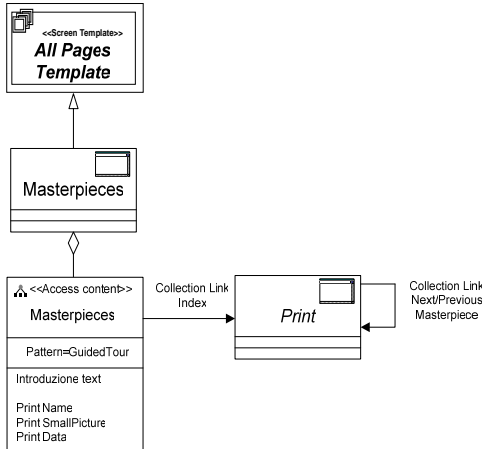 <<Screen Template>>
All Pages
Template
Masterpieces
<<Access content>>
Masterpieces
Pattern=GuidedTour
Introduzione text
Print Name
Print SmallPicture
Print Data
Collection Link
Index
Print
Collection Link
Next/Previous
Masterpiece